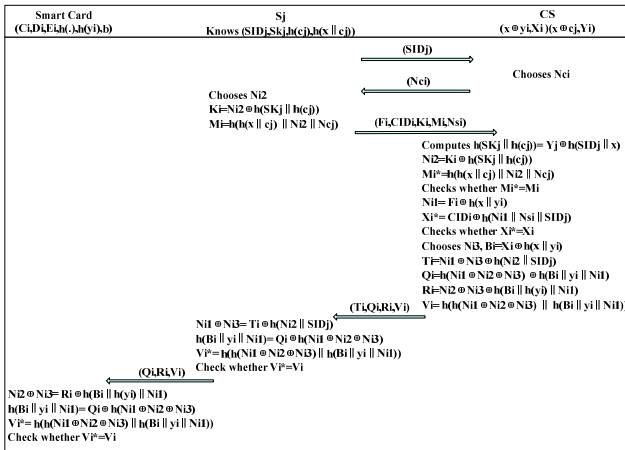 Smart Card
(Ci,Di,Ei,h(.),h(yi),b)
Sj
Knows (SIDj,Skj,h(cj),h(x || cj))
CS
(x⊕yi,Xi)(x⊕cj,Yi)
(SIDj)
Chooses Nci
(Nci)
Chooses Ni2
Ki=Ni2⊕h(SKj || h(cj))
Mi=h(h(x || cj) || Ni2 || Ncj)
(Fi,CIDi,Ki,Mi,Nsi)
Computes h(SKj || h(cj))= Yj⊕h(SIDj || x)
Ni2=Ki⊕h(SKj || h(cj))
Mi*=h(h(x || cj) || Ni2 || Ncj)
Checks whether Mi*=Mi
Ni1= Fi⊕h(x || yi)
Xi*= CIDi⊕h(Ni1 || Nsi || SIDj)
Checks whether Xi*=Xi
Chooses Ni3, Bi=Xi⊕h(x || yi)
Ti=Ni1⊕Ni3⊕h(Ni2 || SIDj)
Qi=h(Ni1⊕Ni2⊕Ni3) ⊕h(Bi || yi || Ni1)
Ri=Ni2⊕Ni3⊕h(Bi || h(yi) || Ni1)
Vi=h(h(Ni1⊕Ni2⊕Ni3) || h(Bi || yi || Ni1))
(Ti,Qi,Ri,Vi)
Ni1⊕Ni3= Ti⊕h(Ni2 || SIDj)
h(Bi || yi || Ni1)= Qi⊕h(Ni1⊕Ni2⊕Ni3)
Vi*= h(h(Ni1⊕Ni2⊕Ni3) || h(Bi || yi || Ni1))
Check whether Vi*=Vi
(Qi,Ri,Vi)
Ni2⊕Ni3= Ri⊕h(Bi || h(yi) || Ni1)
h(Bi || yi || Ni1)= Qi⊕h(Ni1⊕Ni2⊕Ni3)
Vi*= h(h(Ni1⊕Ni2⊕Ni3) || h(Bi || yi || Ni1))
Check whether Vi*=Vi